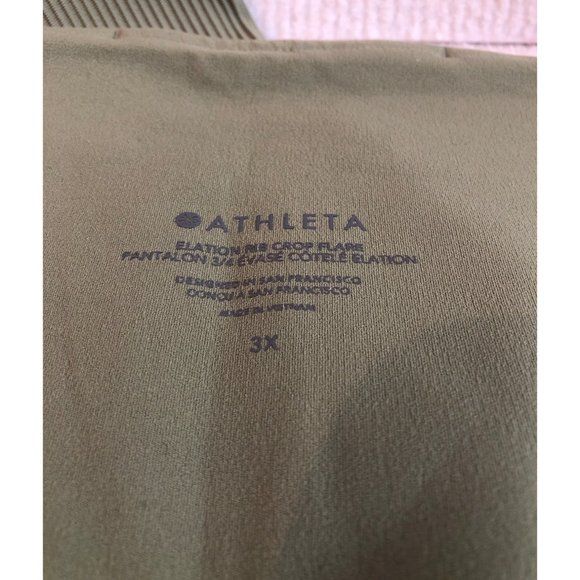 ATHLETA
ELATION RIB CROP FLARE
PANTALON 3/4 ÉVASÉ CÔTELÉ ELATION
DESIGNED IN SAN FRANCISCO
CONÇU À SAN FRANCISCO
MADE IN VIETNAM
3X